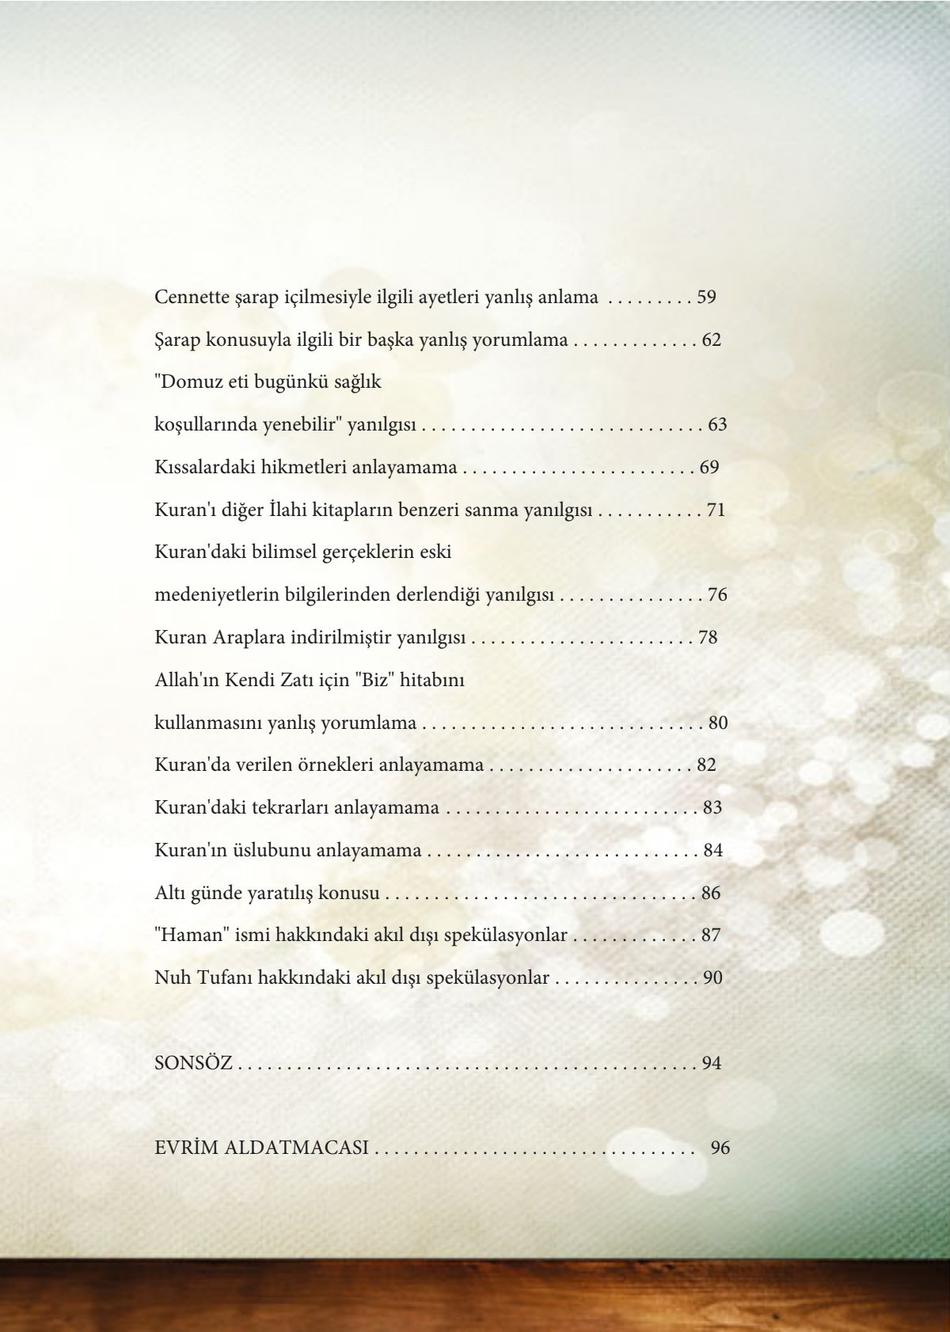 Cennette şarap içilmesiyle ilgili ayetleri yanlış anlama . . . . . . . . . 59
Şarap konusuyla ilgili bir başka yanlış yorumlama . . . . . . . . . . . . . 62
"Domuz eti bugünkü sağlık
koşullarında yenebilir" yanılgısı . . . . . . . . . . . . . . . . . . . . . . . . . . . . . 63
Kıssalardaki hikmetleri anlayamama . . . . . . . . . . . . . . . . . . . . . . . . 69
Kuran'ı diğer İlahi kitapların benzeri sanma yanılgısı . . . . . . . . . . . 71
Kuran'daki bilimsel gerçeklerin eski
medeniyetlerin bilgilerinden derlendiği yanılgısı . . . . . . . . . . . . . . . 76
Kuran Araplara indirilmiştir yanılgısı . . . . . . . . . . . . . . . . . . . . . . . 78
Allah'ın Kendi Zatı için "Biz" hitabını
kullanmasını yanlış yorumlama . . . . . . . . . . . . . . . . . . . . . . . . . . . . . 80
Kuran'da verilen örnekleri anlayamama . . . . . . . . . . . . . . . . . . . . . 82
Kuran'daki tekrarları anlayamama . . . . . . . . . . . . . . . . . . . . . . . . . . 83
Kuran'ın üslubunu anlayamama . . . . . . . . . . . . . . . . . . . . . . . . . . . . 84
Altı günde yaratılış konusu . . . . . . . . . . . . . . . . . . . . . . . . . . . . . . . . 86
"Haman" ismi hakkındaki akıl dışı spekülasyonlar . . . . . . . . . . . . . 87
Nuh Tufanı hakkındaki akıl dışı spekülasyonlar . . . . . . . . . . . . . . . 90
SONSÖZ . . . . . . . . . . . . . . . . . . . . . . . . . . . . . . . . . . . . . . . . . . . . . . . 94
EVRİM ALDATMACASI . . . . . . . . . . . . . . . . . . . . . . . . . . . . . . . . . 96